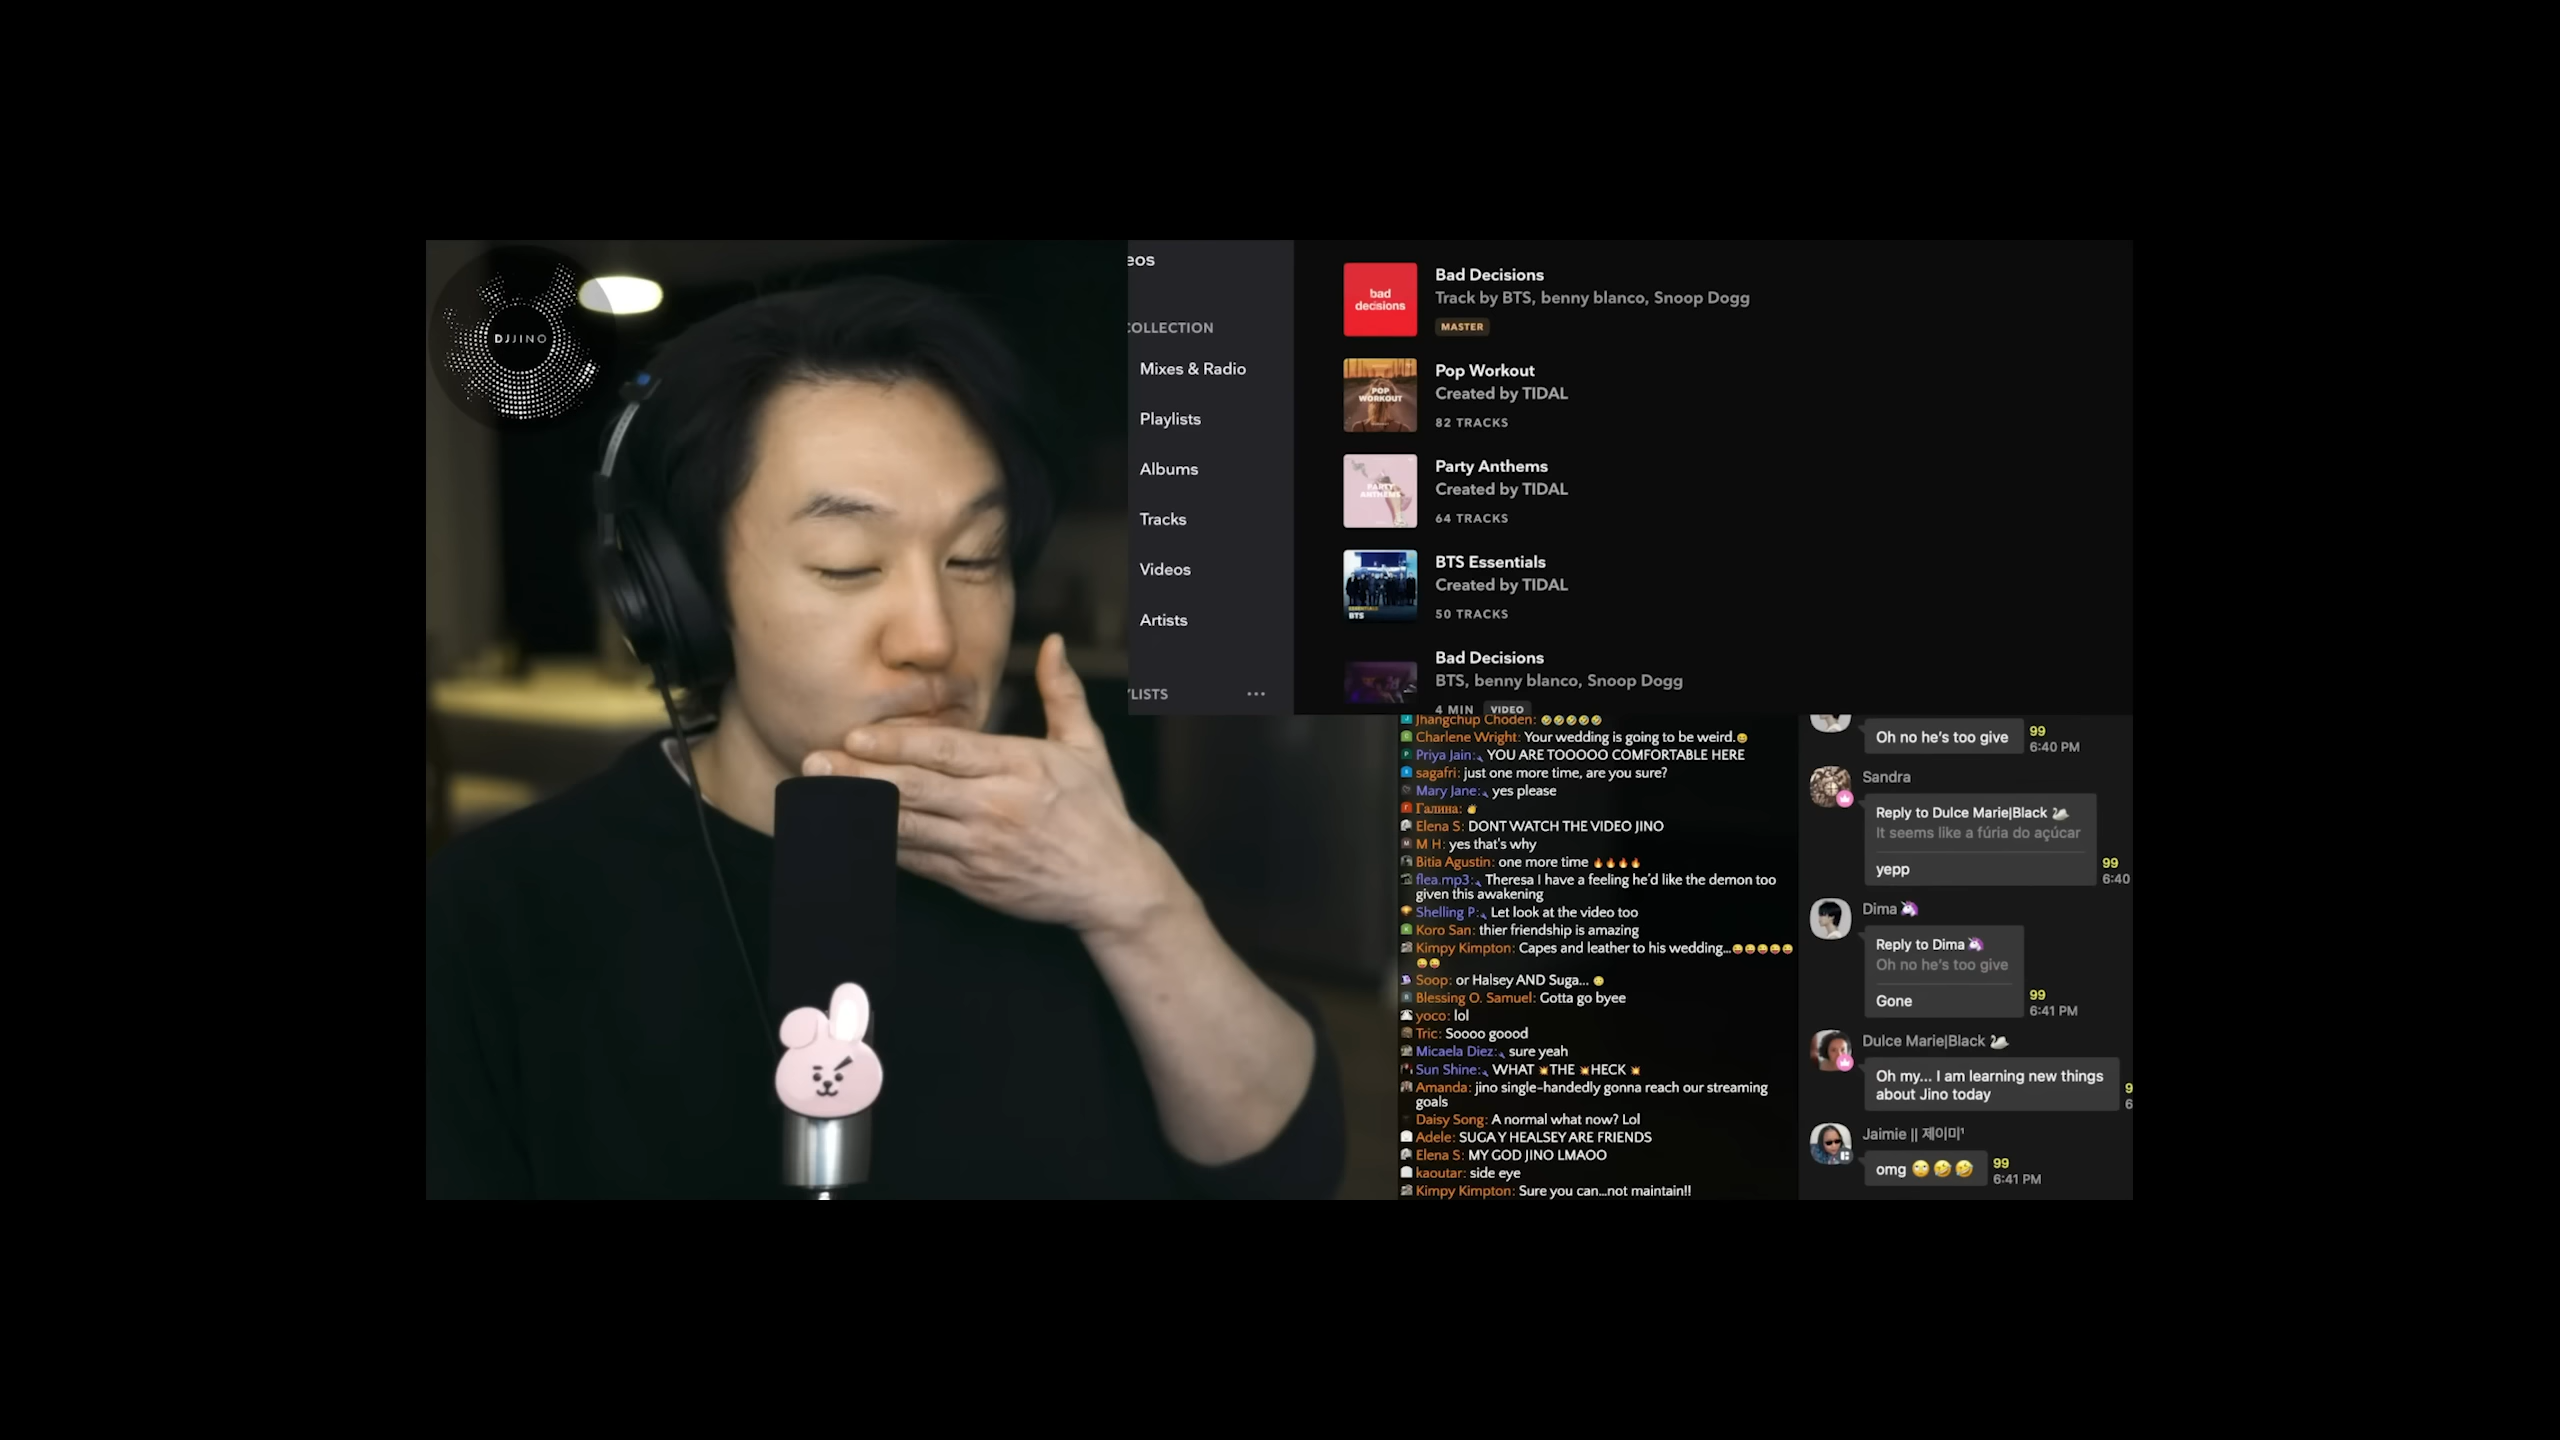 DJJINO
eos
COLLECTION
Mixes & Radio
Playlists
Albums
Tracks
Videos
Artists
YLISTS
bad
decisions
Bad Decisions
Track by BTS, benny blanco, Snoop Dogg
MASTER
POP
WORKOUT
Pop Workout
Created by TIDAL
82 TRACKS
PARTY
ANTHEMS
Party Anthems
Created by TIDAL
64 TRACKS
ESSENTIALS
BTS
BTS Essentials
Created by TIDAL
50 TRACKS
Bad Decisions
BTS, benny blanco, Snoop Dogg
4 MIN VIDEO
Jhangchup Choden: 🤣🤣🤣🤣🤣
Charlene Wright: Your wedding is going to be weird.😄
Priya Jain: YOU ARE TOOOOO COMFORTABLE HERE
sagafri: just one more time, are you sure?
Mary Jane: yes please
Галина:
Elena S: DONT WATCH THE VIDEO JINO
M H: yes that's why
Bitia Agustin: one more time 🔥🔥🔥🔥
flea.mp3: Theresa I have a feeling he'd like the demon too
given this awakening
Shelling P: Let look at the video too
Koro San: thier friendship is amazing
Kimpy Kimpton: Capes and leather to his wedding...😄😄😄😄😄
😄😄
Soop: or Halsey AND Suga...
Blessing O. Samuel: Gotta go byee
yoco: lol
Tric: Soooo goood
Micaela Diez: sure yeah
Sun Shine: WHAT 💥THE 💥HECK 💥
Amanda: jino single-handedly gonna reach our streaming
goals
Daisy Song: A normal what now? Lol
Adele: SUGA Y HEALSEY ARE FRIENDS
Elena S: MY GOD JINO LMAOO
kaoutar: side eye
Kimpy Kimpton: Sure you can...not maintain!!
Oh no he's too give
99
6:40 PM
Sandra
Reply to Dulce Marie|Black 🦢
It seems like a fúria do açúcar
yepp
99
6:40
Dima 🦄
Reply to Dima 🦄
Oh no he's too give
Gone
99
6:41 PM
Dulce Marie|Black 🦢
Oh my... I am learning new things
about Jino today
9
6
Jaimie || 제이미¹
omg 🙄🤣🤣
99
6:41 PM